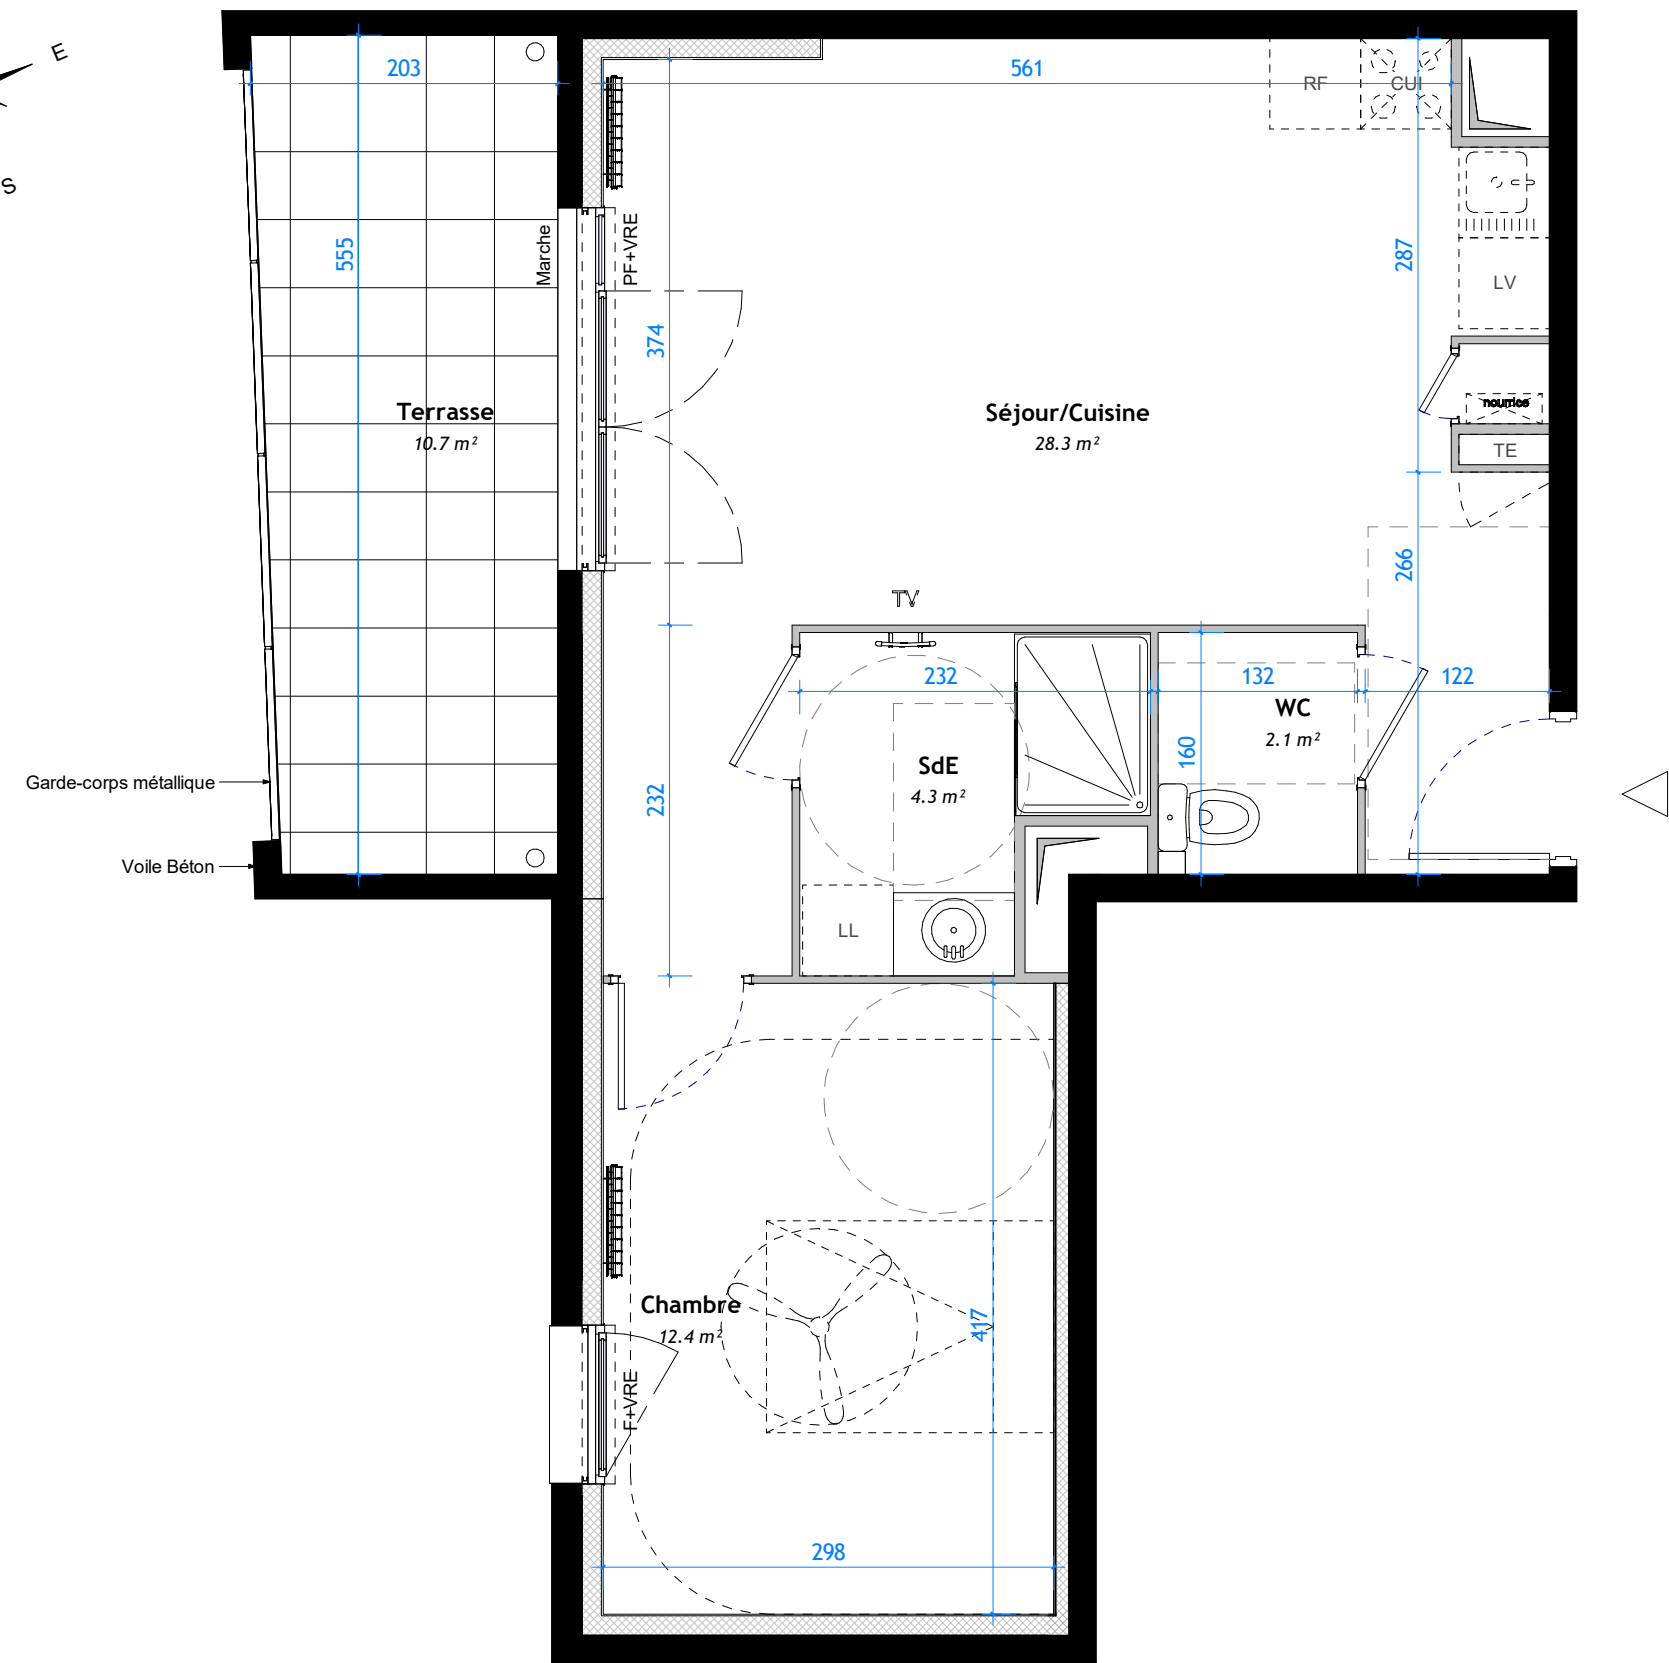 E
S
203
561
RF
CUI
555
Marche
PF+VRE
287
LV
374
nourrice
TE
Terrasse
10.7 m²
Séjour/Cuisine
28.3 m²
266
TV
232
132
122
WC
2.1 m²
SdE
4.3 m²
160
232
Garde-corps métallique
Voile Béton
LL
Chambre
12.4 m²
417
F+VRE
298